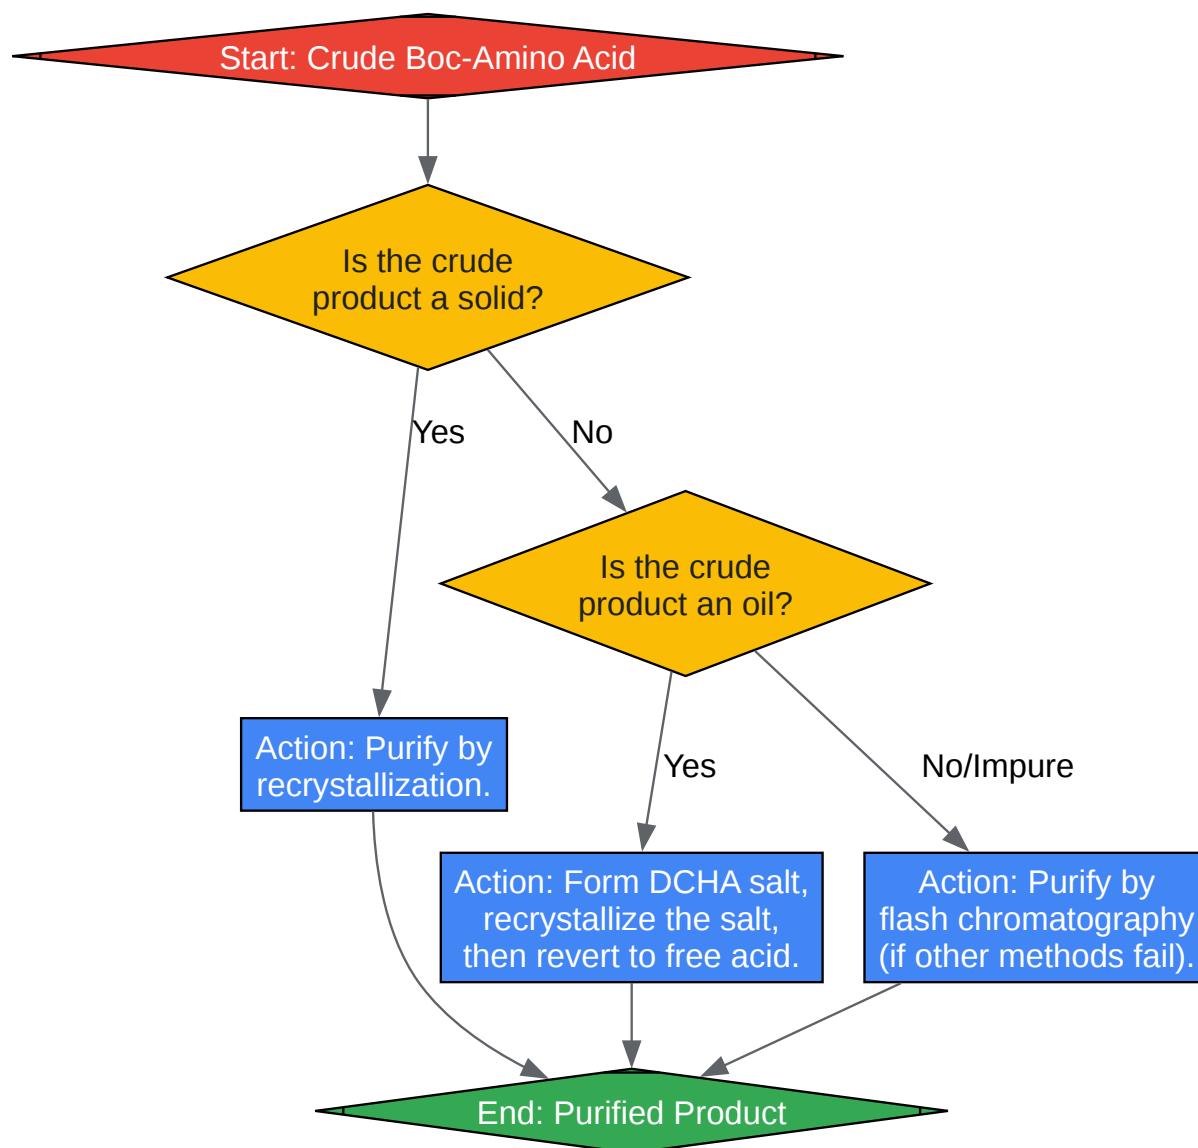 Start: Crude Boc-Amino Acid
Is the crude
product a solid?
Yes
No
Is the crude
product an oil?
Action: Purify by
recrystallization.
Yes
No/Impure
Action: Form DCHA salt,
recrystallize the salt,
then revert to free acid.
Action: Purify by
flash chromatography
(if other methods fail).
End: Purified Product